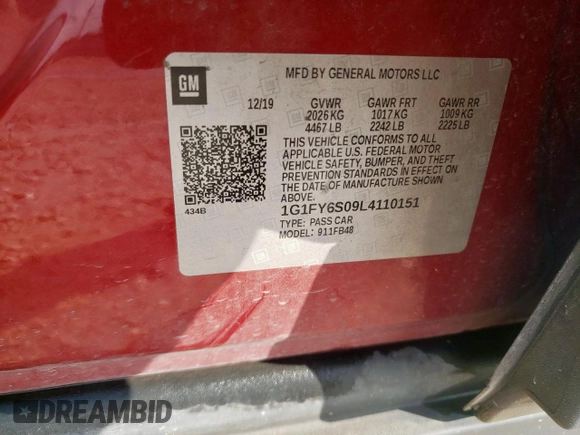 GM
MFD BY GENERAL MOTORS LLC
12/19 GVWR GAWR FRT GAWR RR
2026 KG 1017 KG 1009 KG
4467 LB 2242 LB 2225 LB
THIS VEHICLE CONFORMS TO ALL
APPLICABLE U.S. FEDERAL MOTOR
VEHICLE SAFETY, BUMPER, AND THEFT
PREVENTION STANDARDS IN EFFECT ON
THE DATE OF MANUFACTURE SHOWN
ABOVE.
434B
1G1FY6S09L4110151
TYPE: PASS CAR
MODEL: 911FB48
DREAMBID